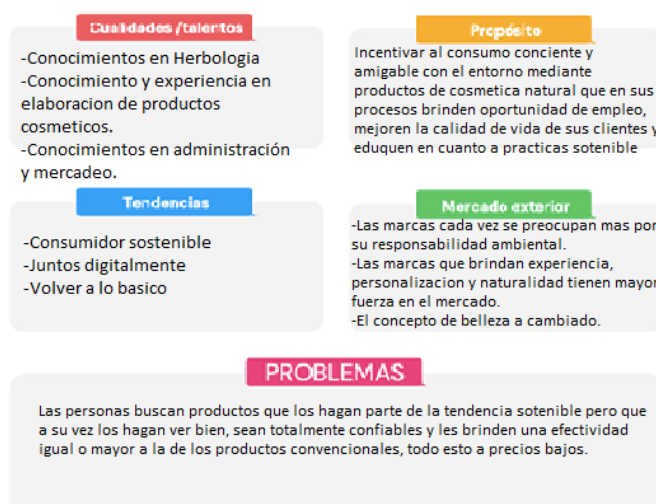 Cualidades /talentos
-Conocimientos en Herbologia
-Conocimiento y experiencia en
elaboracion de productos
cosmeticos.
-Conocimientos en administración
y mercadeo.
Propósito
Incentivar al consumo conciente y
amigable con el entorno mediante
productos de cosmetica natural que en sus
procesos brinden oportunidad de empleo,
mejoren la calidad de vida de sus clientes y
eduquen en cuanto a practicas sotenible
Tendencias
-Consumidor sostenible
-Juntos digitalmente
-Volver a lo basico
Mercado exterior
-Las marcas cada vez se preocupan mas por
su responsabilidad ambiental.
-Las marcas que brindan experiencia,
personalizacion y naturalidad tienen mayor
fuerza en el mercado.
-El concepto de belleza a cambiado.
PROBLEMAS
Las personas buscan productos que los hagan parte de la tendencia sotenible pero que
a su vez los hagan ver bien, sean totalmente confiables y les brinden una efectividad
igual o mayor a la de los productos convencionales, todo esto a precios bajos.